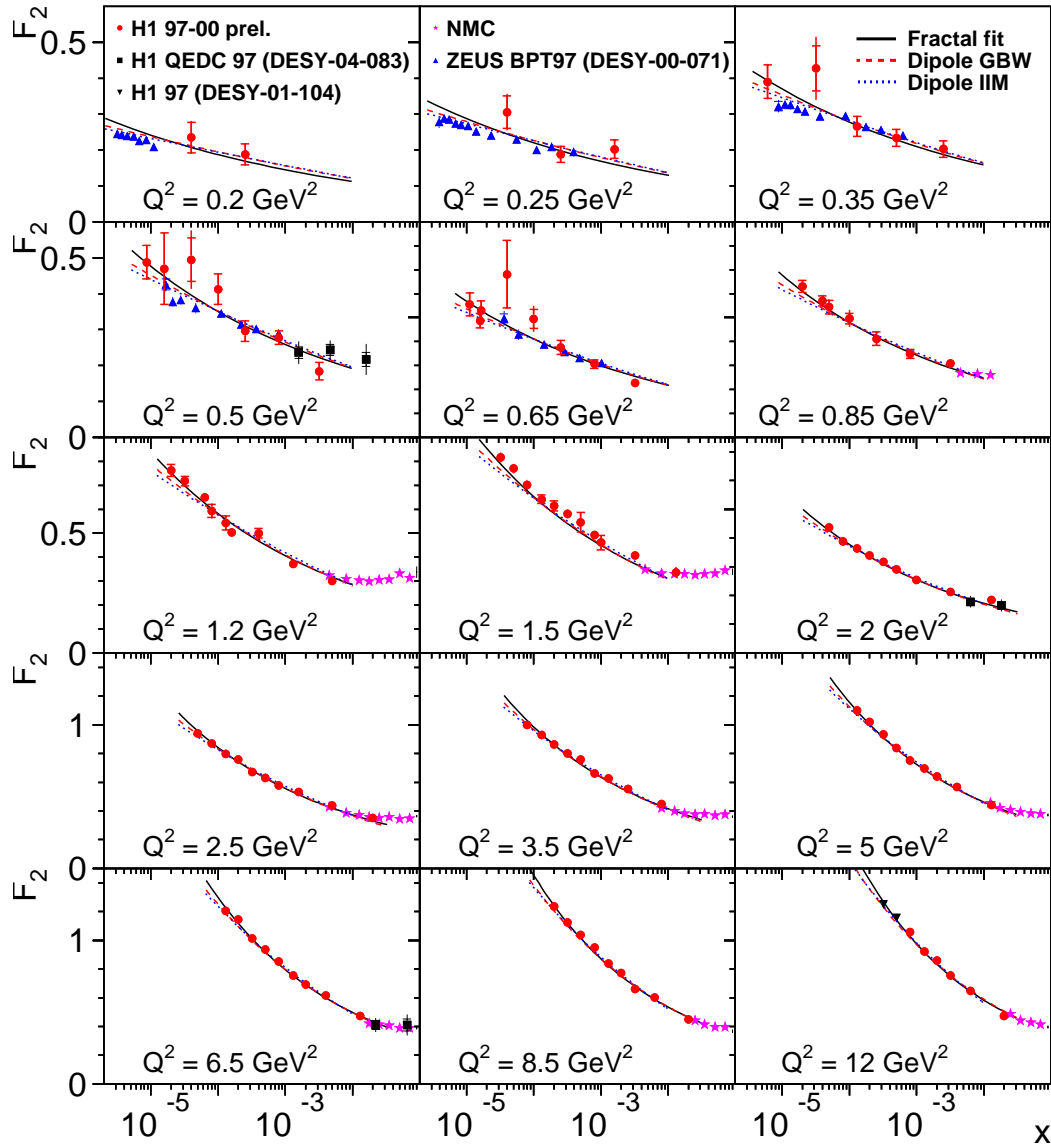 F2
H1 97-00 prel.
H1 QEDC 97 (DESY-04-083)
H1 97 (DESY-01-104)
NMC
ZEUS BPT97 (DESY-00-071)
Fractal fit
Dipole GBW
Dipole IIM
0.5
0
Q² = 0.2 GeV²
Q² = 0.25 GeV²
Q² = 0.35 GeV²
F2
0.5
0
Q² = 0.5 GeV²
Q² = 0.65 GeV²
Q² = 0.85 GeV²
F2
0.5
0
Q² = 1.2 GeV²
Q² = 1.5 GeV²
Q² = 2 GeV²
F2
1
0
Q² = 2.5 GeV²
Q² = 3.5 GeV²
Q² = 5 GeV²
F2
1
0
Q² = 6.5 GeV²
Q² = 8.5 GeV²
Q² = 12 GeV²
10⁻⁵ 10⁻³ 10⁻⁵ 10⁻³ 10⁻⁵ 10⁻³ x